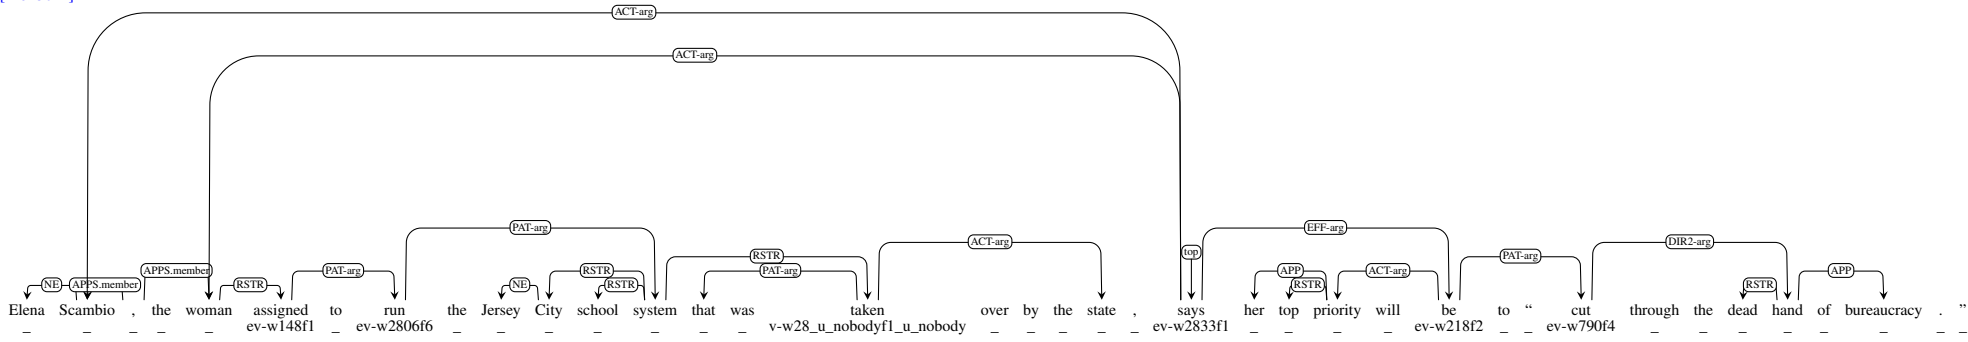 ACT-arg
ACT-arg
PAT-arg EFF-arg
ACT-arg DIR2-arg
top
RSTR PAT-arg
NE APPS.member APPS.member RSTR PAT-arg NE RSTR RSTR PAT-arg APP RSTR ACT-arg RSTR APP
Elena Scambio , the woman assigned to run the Jersey City school system that was taken over by the state , says her top priority will be to “ cut through the dead hand of bureaucracy . ”
_ _ _ _ _ ev-w148f1 _ ev-w2806f6 _ _ _ _ _ _ _ v-w28_u_nobodyf1_u_nobody _ _ _ _ _ ev-w2833f1 _ _ _ _ ev-w218f2 _ _ ev-w790f4 _ _ _ _ _ _ _ _